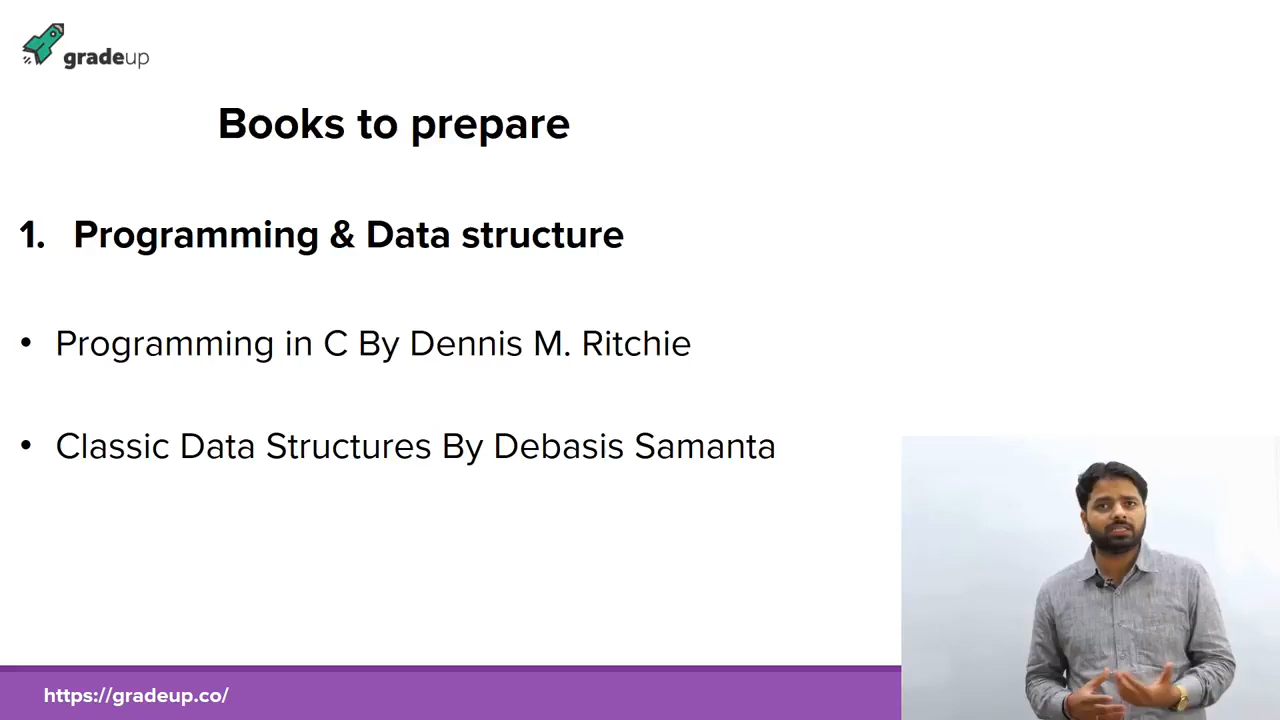 gradeup
Books to prepare
1. Programming & Data structure
• Programming in C By Dennis M. Ritchie
• Classic Data Structures By Debasis Samanta
https://gradeup.co/